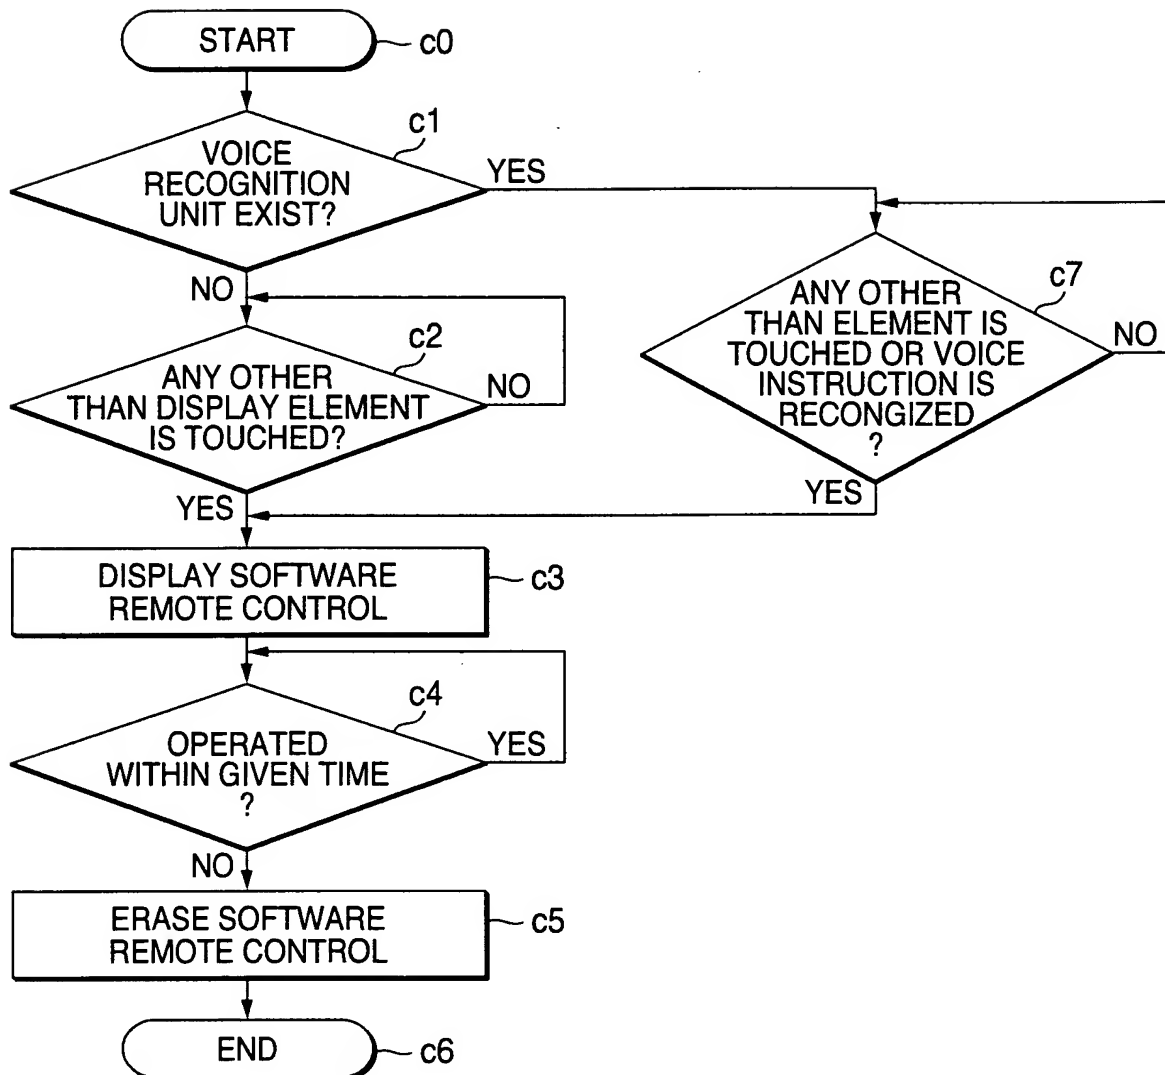 START
c0
c1
VOICE
RECOGNITION
UNIT EXIST?
YES
NO
c2
ANY OTHER
THAN DISPLAY ELEMENT
IS TOUCHED?
NO
YES
c7
ANY OTHER
THAN ELEMENT IS
TOUCHED OR VOICE
INSTRUCTION IS
RECONGIZED
?
NO
YES
DISPLAY SOFTWARE
REMOTE CONTROL
c3
c4
OPERATED
WITHIN GIVEN TIME
?
YES
NO
ERASE SOFTWARE
REMOTE CONTROL
c5
END
c6